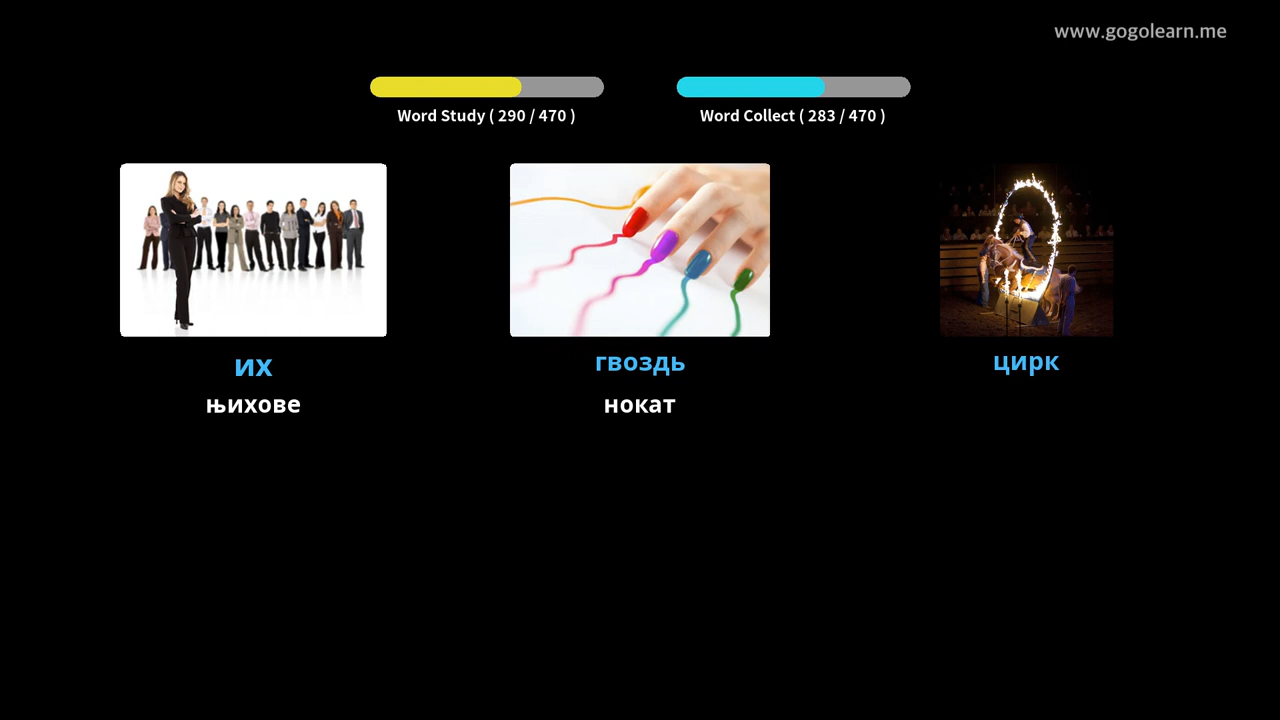 www.gogolearn.me
Word Study ( 290 / 470 )
Word Collect ( 283 / 470 )
их
гвоздь
цирк
њихове
нокат